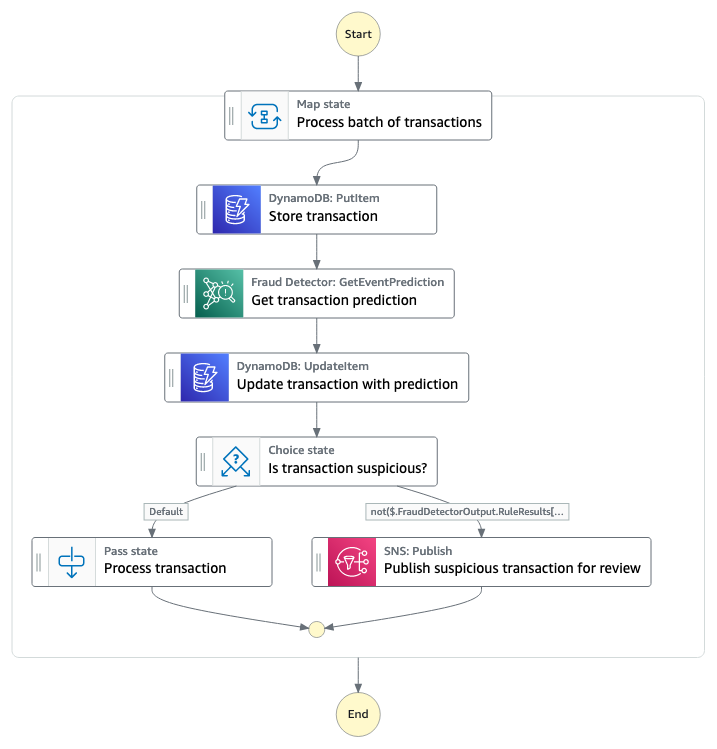 Start
Map state
Process batch of transactions
DynamoDB: PutItem
Store transaction
Fraud Detector: GetEventPrediction
Get transaction prediction
DynamoDB: UpdateItem
Update transaction with prediction
Choice state
Is transaction suspicious?
Default
not($.FraudDetectorOutput.RuleResults[...
Pass state
Process transaction
SNS: Publish
Publish suspicious transaction for review
End